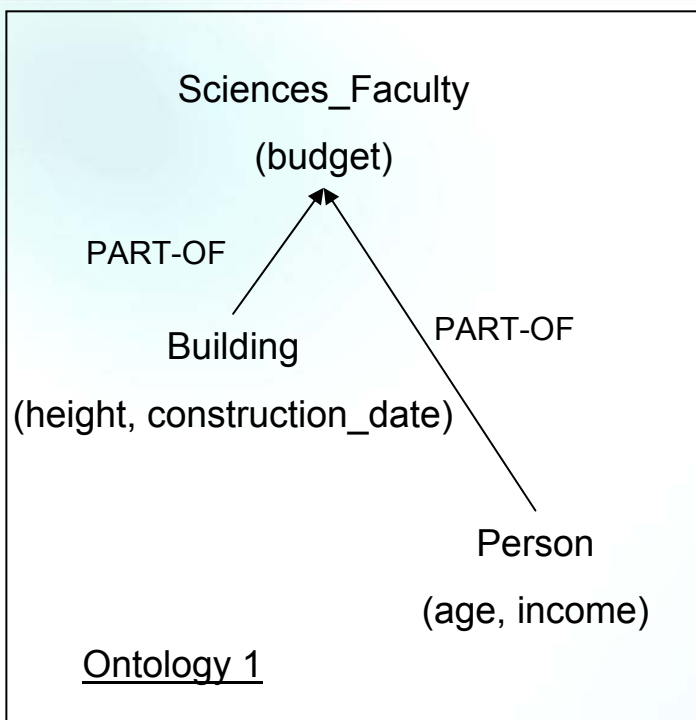 Sciences_Faculty
(budget)
PART-OF
Building
PART-OF
(height, construction_date)
Person
(age, income)
Ontology 1